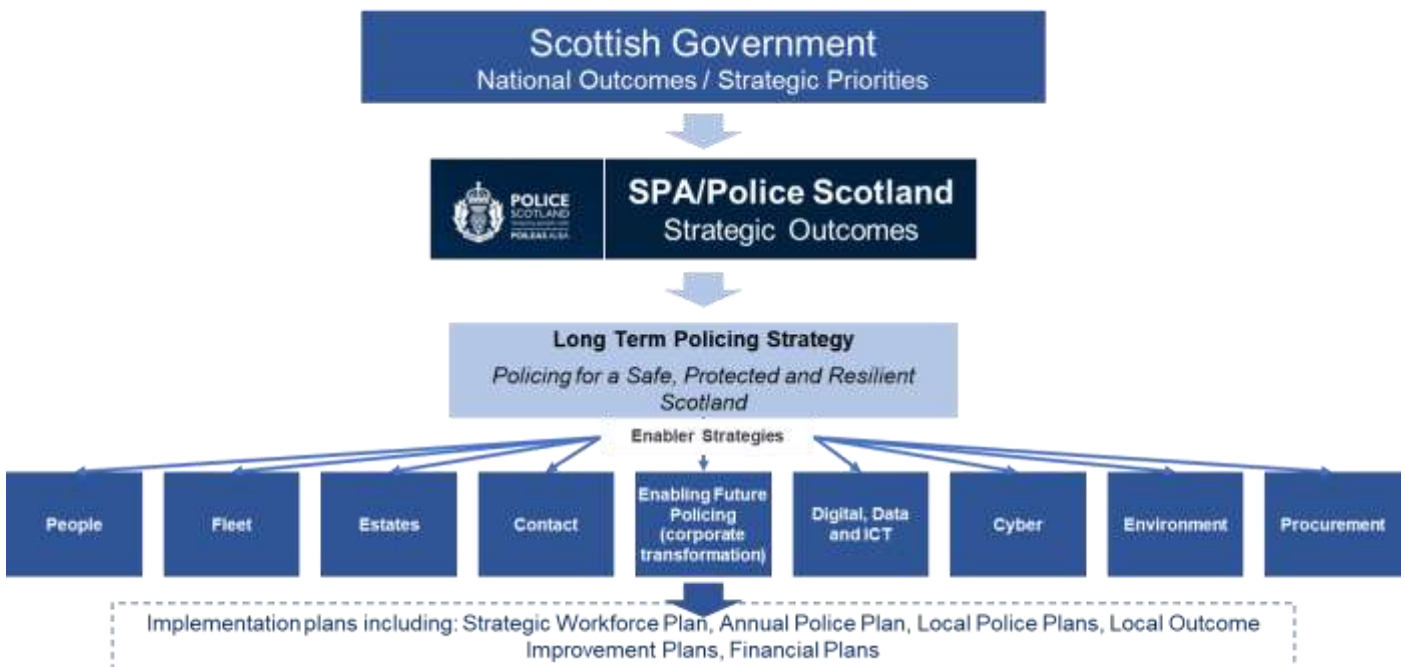 Scottish Government
National Outcomes / Strategic Priorities
POLICE
SCOTLAND
POILEAS ALBA
SPA/Police Scotland
Strategic Outcomes
Long Term Policing Strategy
Policing for a Safe, Protected and Resilient
Scotland
Enabler Strategies
People
Fleet
Estates
Contact
Enabling Future
Policing
(corporate
transformation)
Digital, Data
and ICT
Cyber
Environment
Procurement
Implementation plans including: Strategic Workforce Plan, Annual Police Plan, Local Police Plans, Local Outcome
Improvement Plans, Financial Plans